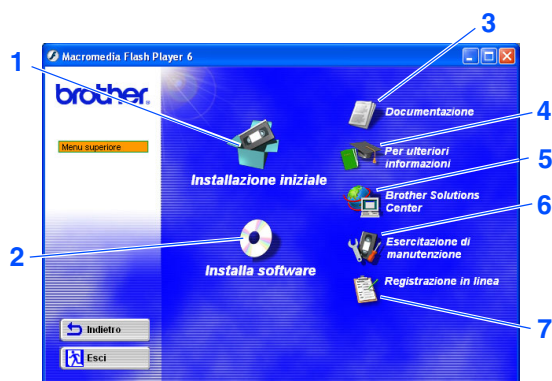 3
1
Macromedia Flash Player 6
brother.
Documentazione
4
Menu superiore
Per ulteriori
informazioni
5
Installazione iniziale
Brother Solutions
Center
6
2
Esercitazione di
manutenzione
Installa software
Registrazione in linea
7
Indietro
Esci